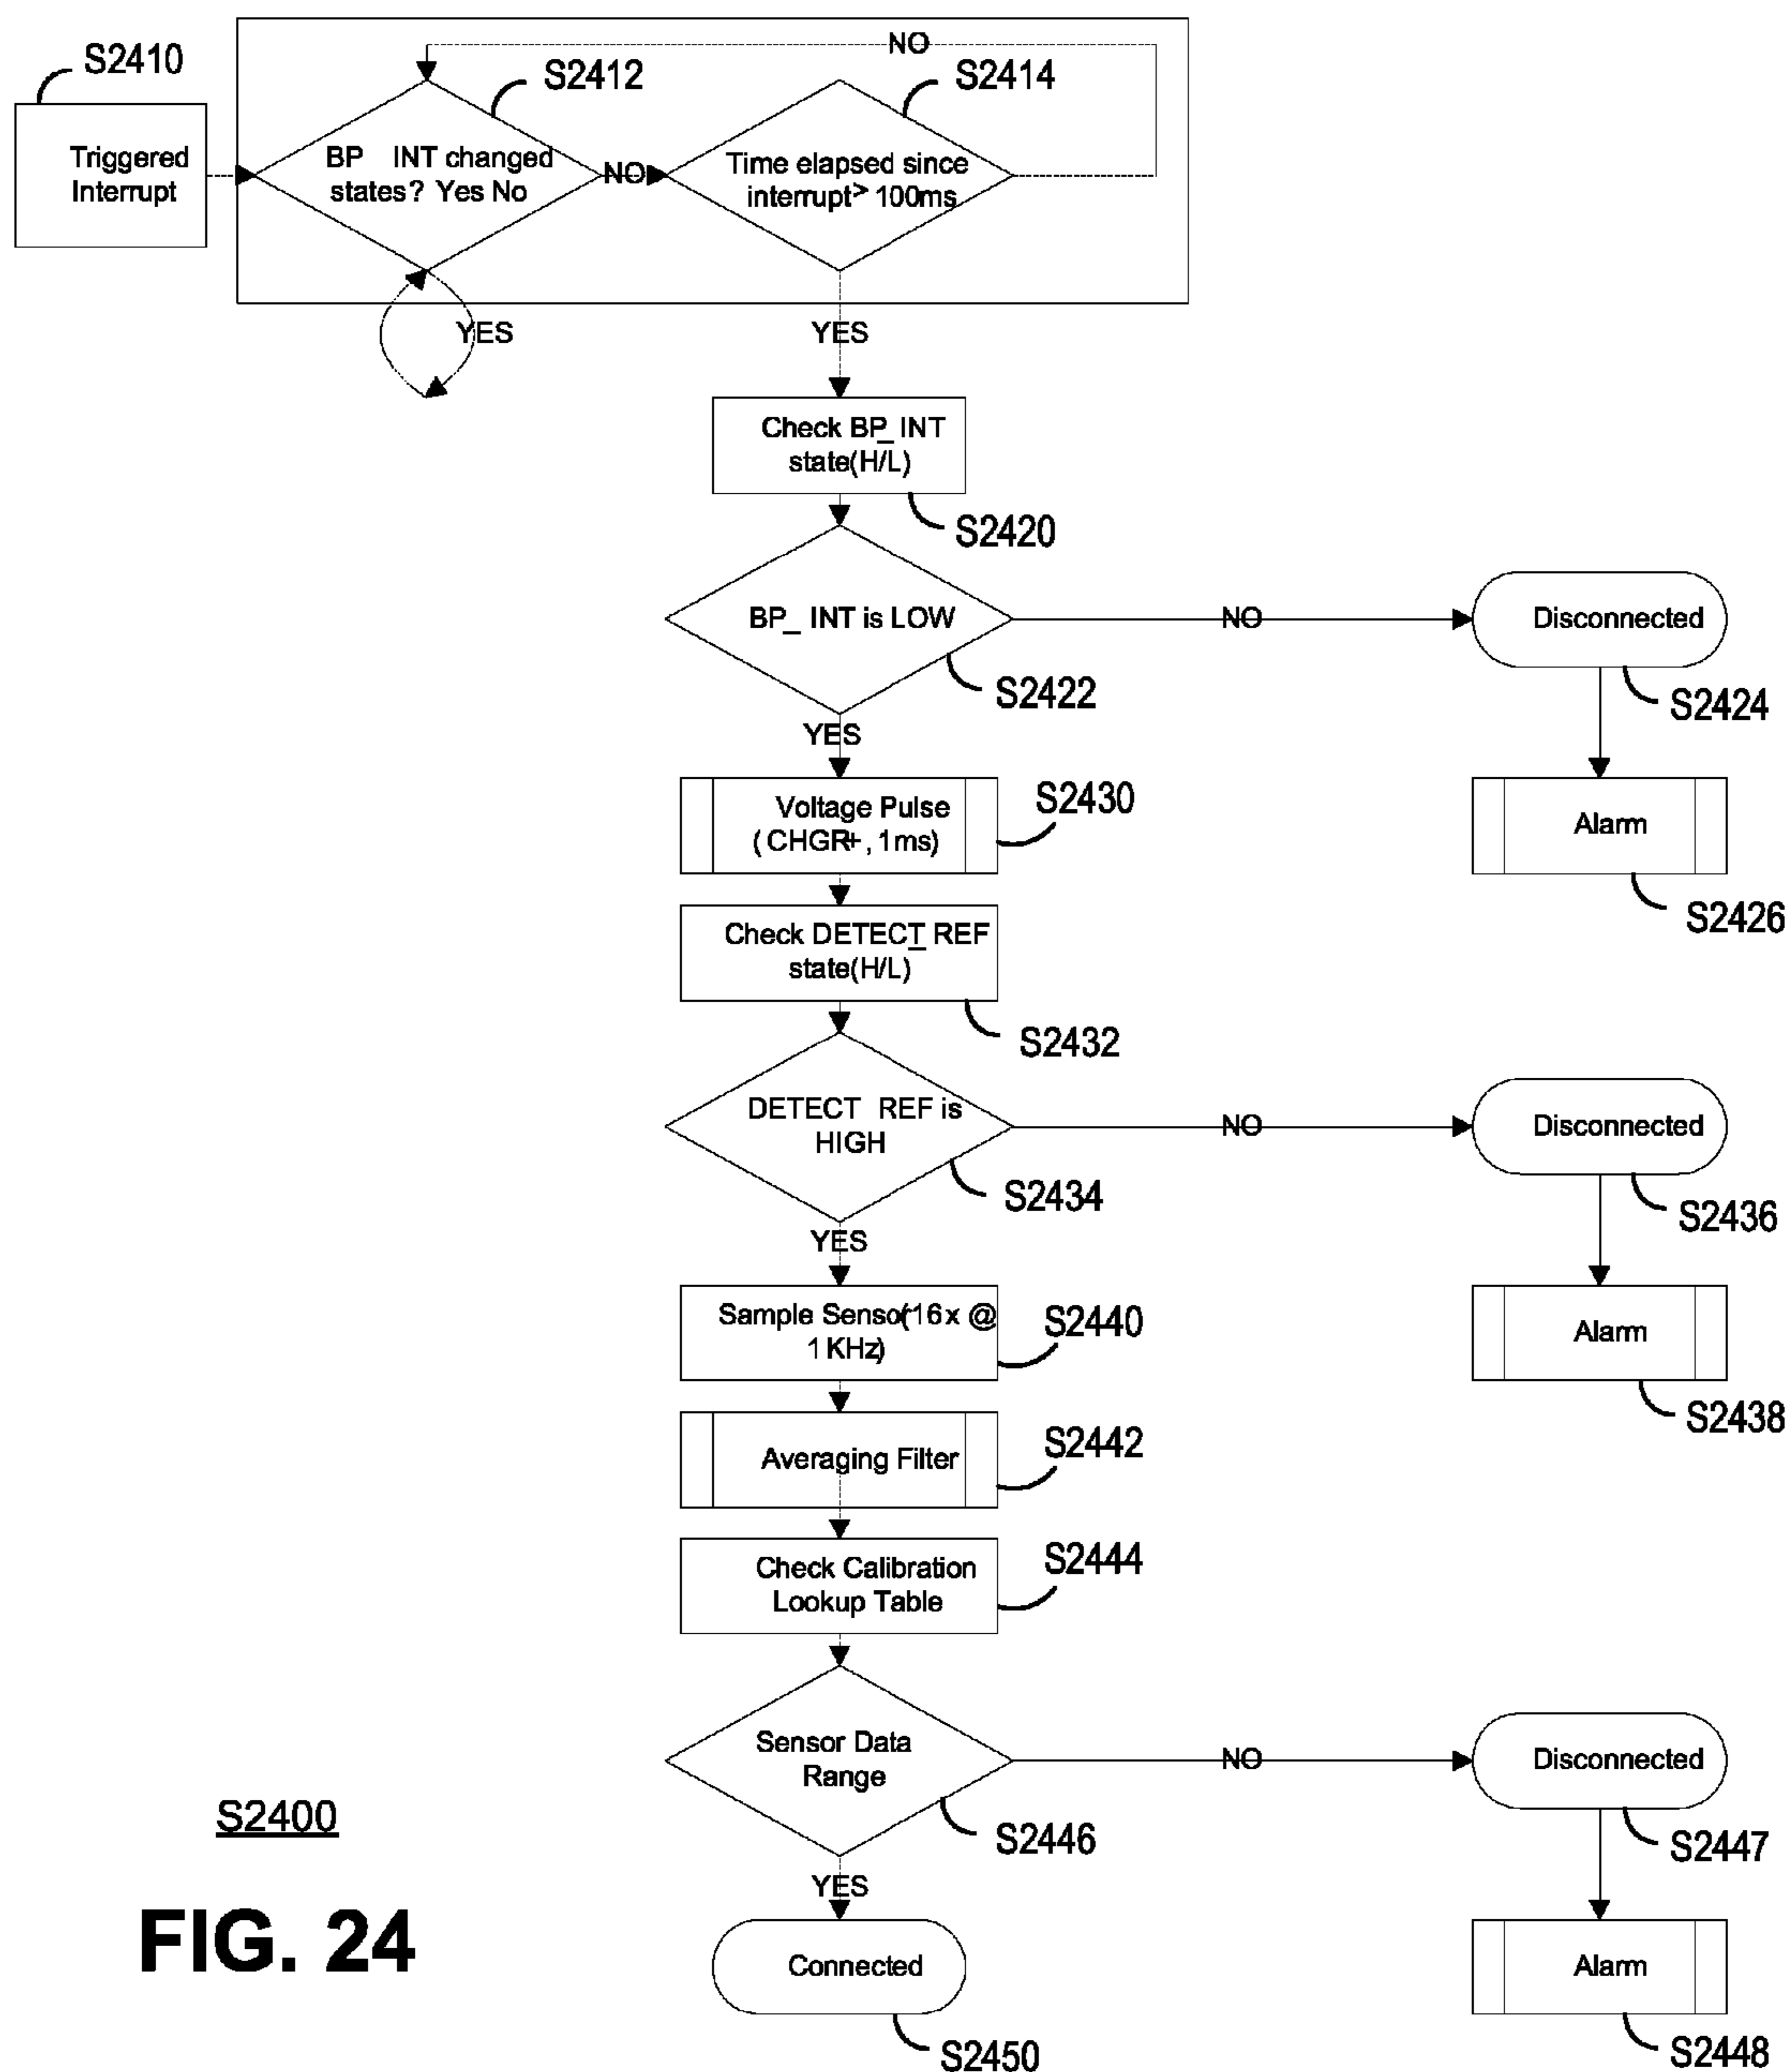 S2410
Triggered
Interrupt
NO
S2412
BP INT changed
states? Yes No
NO
S2414
Time elapsed since
interrupt> 100ms
YES
YES
Check BP_ INT
state(H/L)
S2420
BP_ INT is LOW
S2422
NO
Disconnected
S2424
Alarm
S2426
YES
Voltage Pulse
( CHGR+ , 1ms)
S2430
Check DETECT_ REF
state(H/L)
S2432
DETECT REF is
HIGH
S2434
NO
Disconnected
S2436
Alarm
S2438
YES
Sample Sensor(16x @
1 KHz)
S2440
Averaging Filter
S2442
Check Calibration
Lookup Table
S2444
Sensor Data
Range
S2446
NO
Disconnected
S2447
Alarm
S2448
YES
Connected
S2450
S2400
FIG. 24